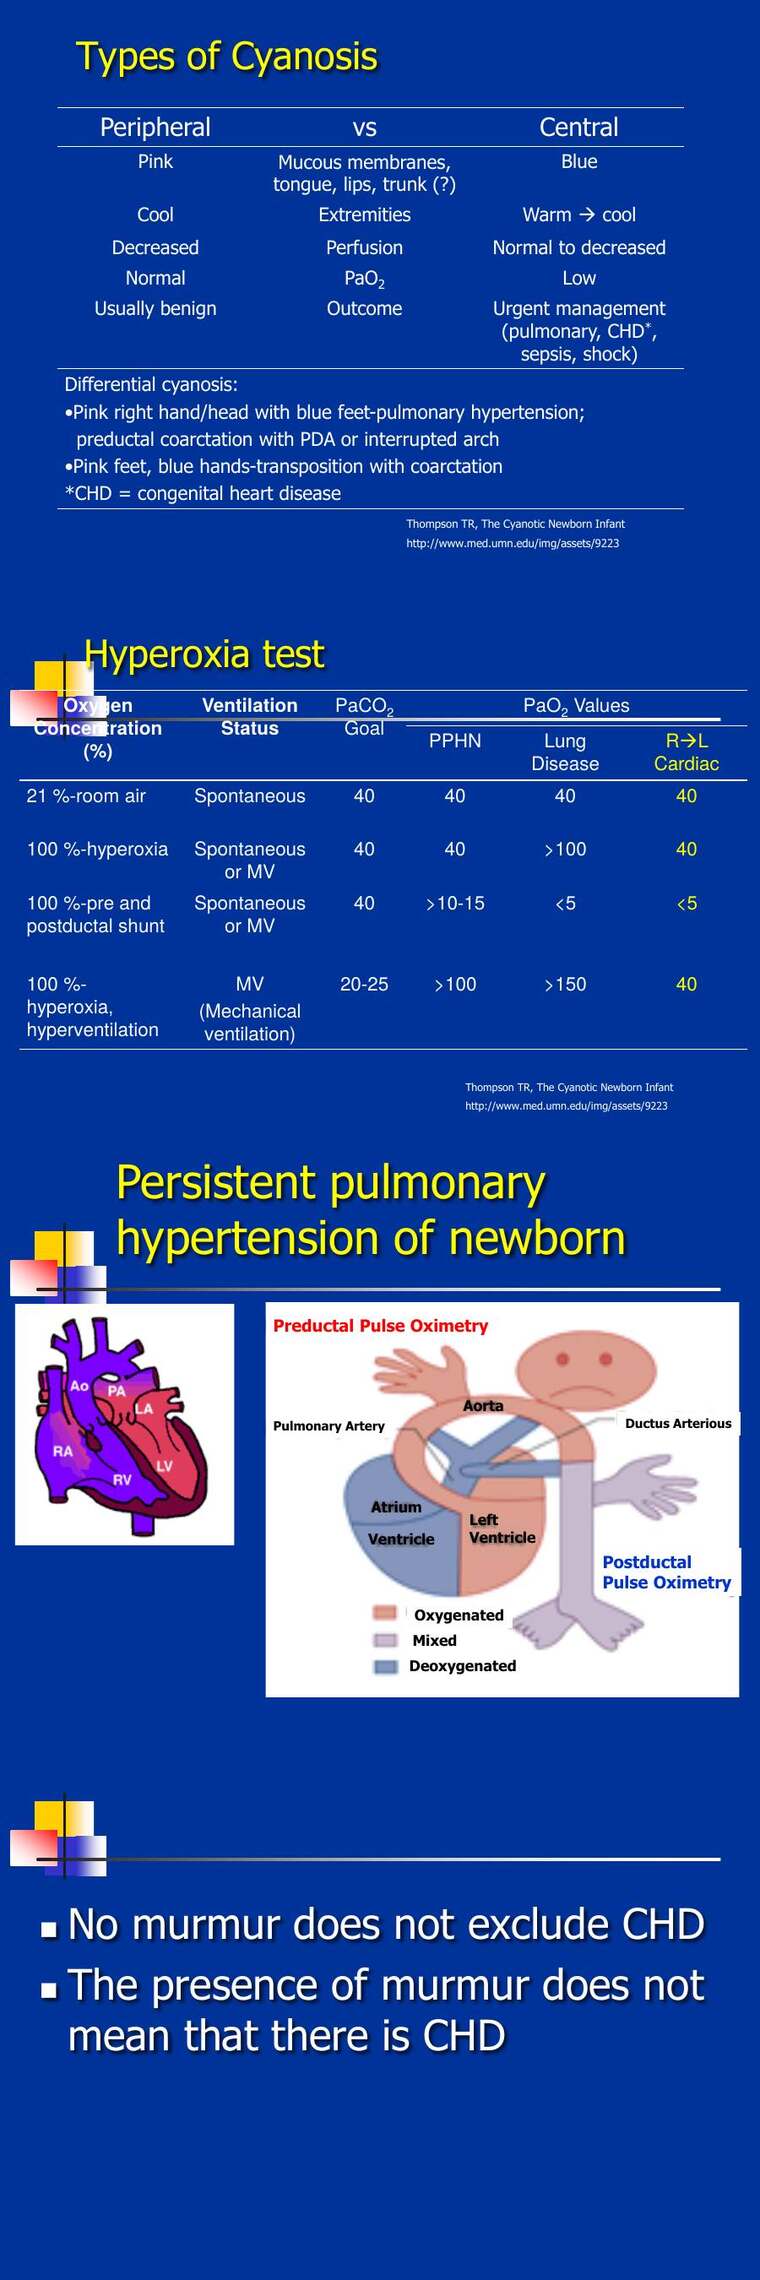 Types of Cyanosis
Peripheral vs Central
Pink Mucous membranes, Blue
tongue, lips, trunk (?)
Cool Extremities Warm → cool
Decreased Perfusion Normal to decreased
Normal PaO2 Low
Usually benign Outcome Urgent management
(pulmonary, CHD*,
sepsis, shock)
Differential cyanosis:
•Pink right hand/head with blue feet-pulmonary hypertension;
preductal coarctation with PDA or interrupted arch
•Pink feet, blue hands-transposition with coarctation
*CHD = congenital heart disease
Thompson TR, The Cyanotic Newborn Infant
http://www.med.umn.edu/img/assets/9223
Hyperoxia test
Oxygen Ventilation PaCO2 PaO2 Values
Concentration Status Goal
(%) PPHN Lung R→L
Disease Cardiac
21 %-room air Spontaneous 40 40 40 40
100 %-hyperoxia Spontaneous 40 40 >100 40
or MV
100 %-pre and Spontaneous 40 >10-15 <5 <5
postductal shunt or MV
100 %- MV 20-25 >100 >150 40
hyperoxia, (Mechanical
hyperventilation ventilation)
Thompson TR, The Cyanotic Newborn Infant
http://www.med.umn.edu/img/assets/9223
Persistent pulmonary
hypertension of newborn
Ao
PA
LA
RA
LV
RV
Preductal Pulse Oximetry
Aorta
Pulmonary Artery
Ductus Arterious
Atrium
Left
Ventricle
Ventricle
Postductal
Pulse Oximetry
Oxygenated
Mixed
Deoxygenated
No murmur does not exclude CHD
The presence of murmur does not
mean that there is CHD